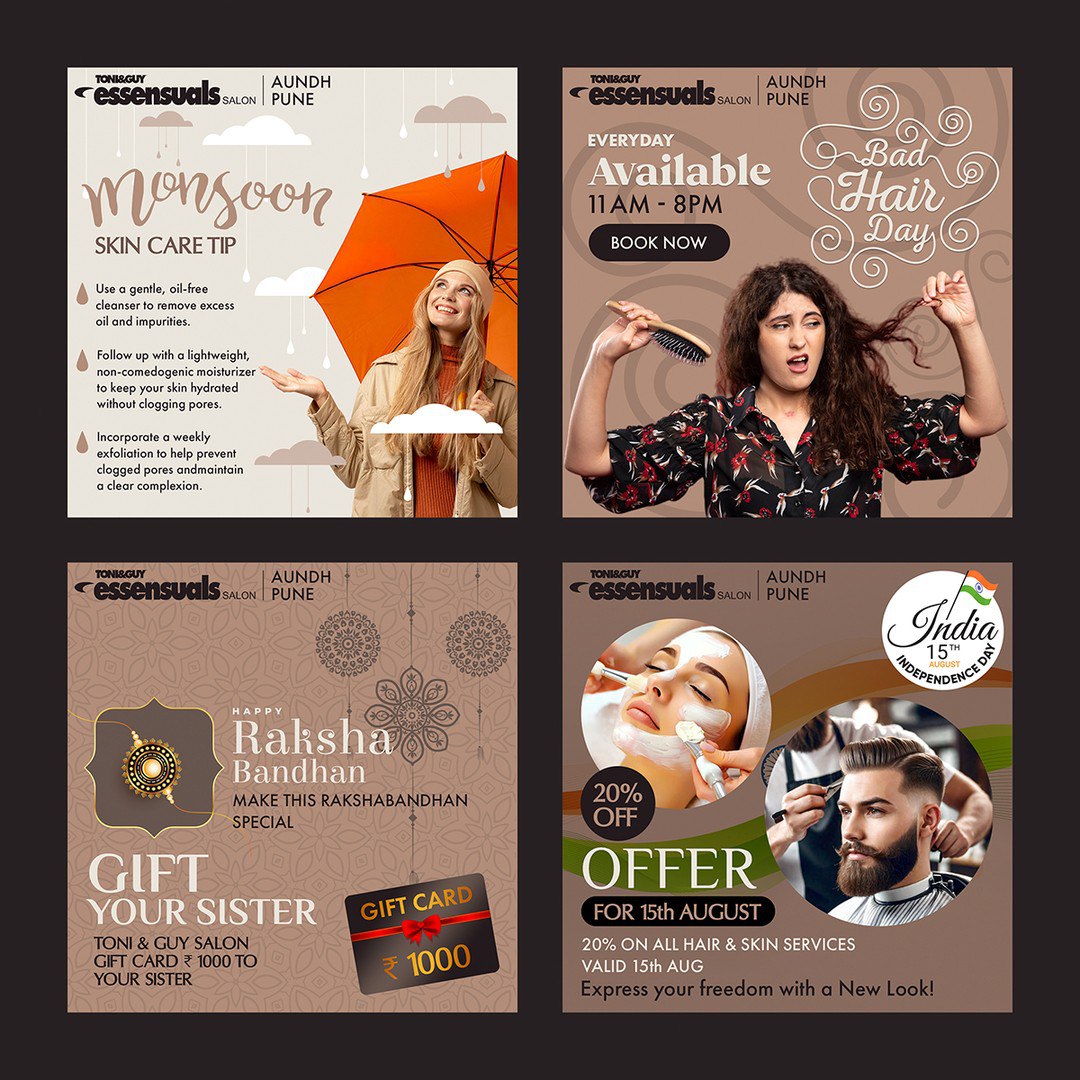 TONI&GUY
essensuals SALON
AUNDH
PUNE
Monsoon
SKIN CARE TIP
Use a gentle, oil-free
cleanser to remove excess
oil and impurities.
Follow up with a lightweight,
non-comedogenic moisturizer
to keep your skin hydrated
without clogging pores.
Incorporate a weekly
exfoliation to help prevent
clogged pores andmaintain
a clear complexion.
TONI&GUY
essensuals SALON
AUNDH
PUNE
EVERYDAY
Available
11 AM - 8PM
BOOK NOW
Bad
Hair
Day
TONI&GUY
essensuals SALON
AUNDH
PUNE
HAPPY
Raksha
Bandhan
MAKE THIS RAKSHABANDHAN
SPECIAL
GIFT
YOUR SISTER
TONI & GUY SALON
GIFT CARD ₹ 1000 TO
YOUR SISTER
GIFT CARD
₹ 1000
TONI&GUY
essensuals SALON
AUNDH
PUNE
India
15TH
AUGUST
INDEPENDENCE DAY
20%
OFF
OFFER
FOR 15th AUGUST
20% ON ALL HAIR & SKIN SERVICES
VALID 15th AUG
Express your freedom with a New Look!